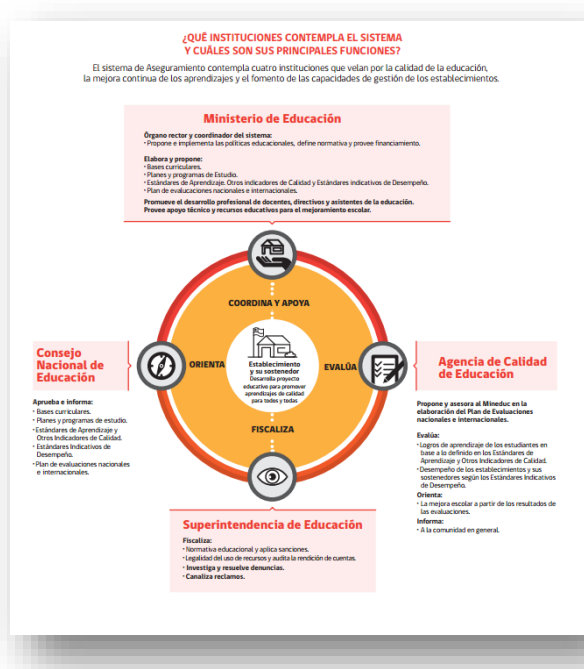 ¿QUÉ INSTITUCIONES CONTEMPLA EL SISTEMA
Y CUÁLES SON SUS PRINCIPALES FUNCIONES?
El sistema de Aseguramiento contempla cuatro instituciones que velan por la calidad de la educación,
la mejora continua de los aprendizajes y el fomento de las capacidades de gestión de los establecimientos.
Ministerio de Educación
Órgano rector y coordinador del sistema:
• Propone e implementa las políticas educacionales, define normativa y provee financiamiento.
Elabora y propone:
• Bases curriculares.
• Planes y programas de Estudio.
• Estándares de Aprendizaje. Otros indicadores de Calidad y Estándares indicativos de Desempeño.
• Plan de evaluaciones nacionales e internacionales.
Promueve el desarrollo profesional de docentes, directivos y asistentes de la educación.
Provee apoyo técnico y recursos educativos para el mejoramiento escolar.
COORDINA Y APOYA
ORIENTA
Establecimiento
y su sostenedor
Desarrolla proyecto
educativo para promover
aprendizajes de calidad
para todos y todas
EVALÚA
FISCALIZA
Consejo
Nacional de
Educación
Aprueba e informa:
• Bases curriculares.
• Planes y programas de estudio.
• Estándares de Aprendizaje y
Otros Indicadores de Calidad.
• Estándares Indicativos de
Desempeño.
• Plan de evaluaciones nacionales
e internacionales.
Agencia de Calidad
de Educación
Propone y asesora al Mineduc en la
elaboración del Plan de Evaluaciones
nacionales e internacionales.
Evalúa:
• Logros de aprendizaje de los estudiantes en
base a lo definido en los Estándares de
Aprendizaje y Otros Indicadores de Calidad.
• Desempeño de los establecimientos y sus
sostenedores según los Estándares Indicativos
de Desempeño.
Orienta:
• La mejora escolar a partir de los resultados de
las evaluaciones.
Informa:
• A la comunidad en general.
Superintendencia de Educación
Fiscaliza:
• Normativa educacional y aplica sanciones.
• Legalidad del uso de recursos y audita la rendición de cuentas.
• Investiga y resuelve denuncias.
• Canaliza reclamos.